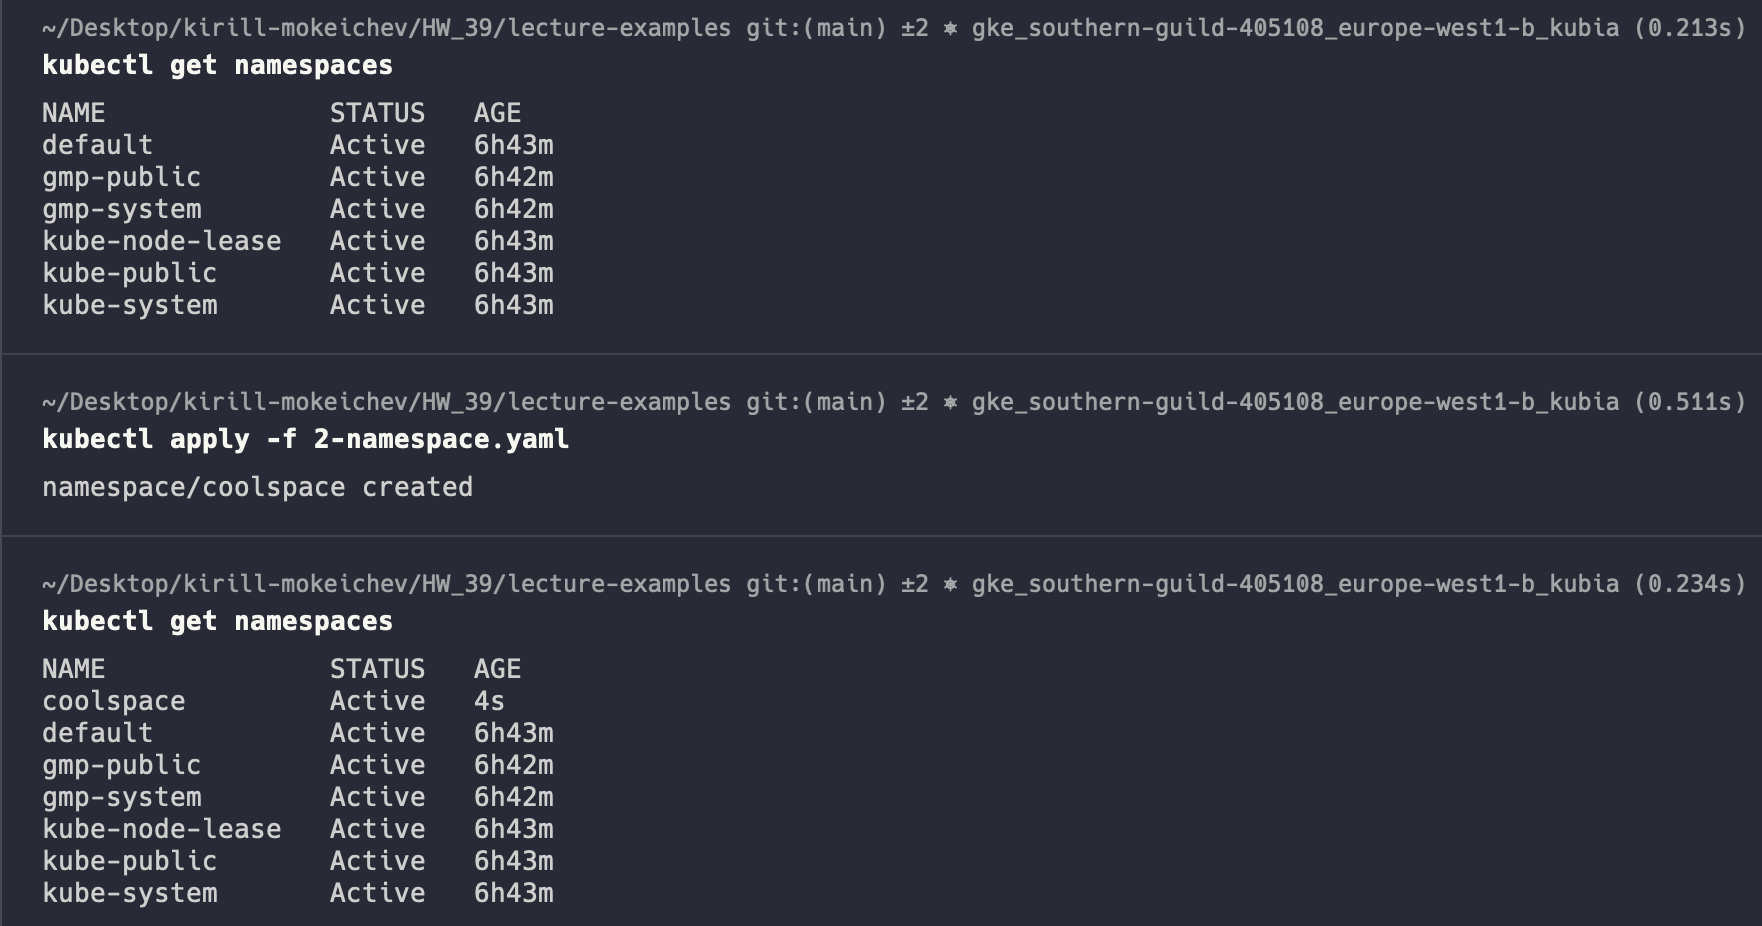 ~/Desktop/kirill-mokeichev/HW_39/lecture-examples git:(main) ±2 ⎈ gke_southern-guild-405108_europe-west1-b_kubia (0.213s)
kubectl get namespaces
NAME              STATUS   AGE
default           Active   6h43m
gmp-public        Active   6h42m
gmp-system        Active   6h42m
kube-node-lease   Active   6h43m
kube-public       Active   6h43m
kube-system       Active   6h43m
~/Desktop/kirill-mokeichev/HW_39/lecture-examples git:(main) ±2 ⎈ gke_southern-guild-405108_europe-west1-b_kubia (0.511s)
kubectl apply -f 2-namespace.yaml
namespace/coolspace created
~/Desktop/kirill-mokeichev/HW_39/lecture-examples git:(main) ±2 ⎈ gke_southern-guild-405108_europe-west1-b_kubia (0.234s)
kubectl get namespaces
NAME              STATUS   AGE
coolspace         Active   4s
default           Active   6h43m
gmp-public        Active   6h42m
gmp-system        Active   6h42m
kube-node-lease   Active   6h43m
kube-public       Active   6h43m
kube-system       Active   6h43m